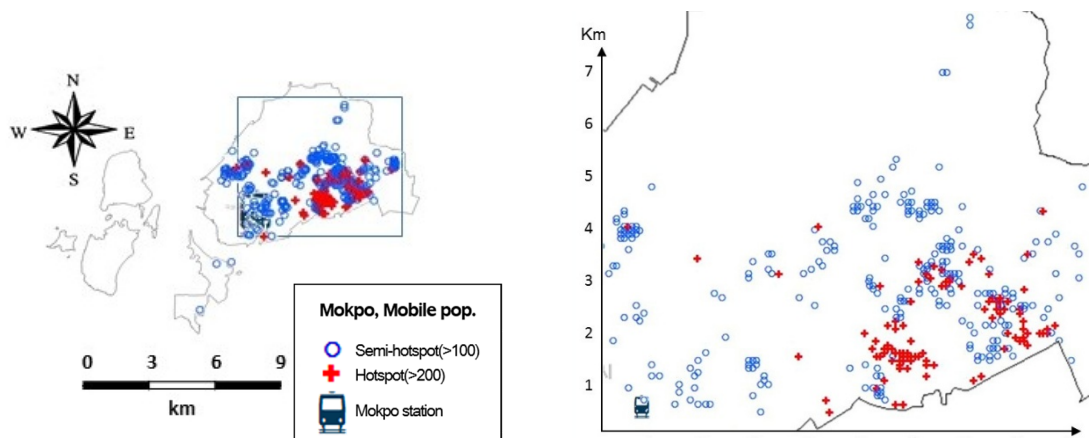 N
W
E
S
Mokpo, Mobile pop.
Semi-hotspot(>100)
Hotspot(>200)
Mokpo station
0 3 6 9
km
Km
7
6
5
4
3
2
1